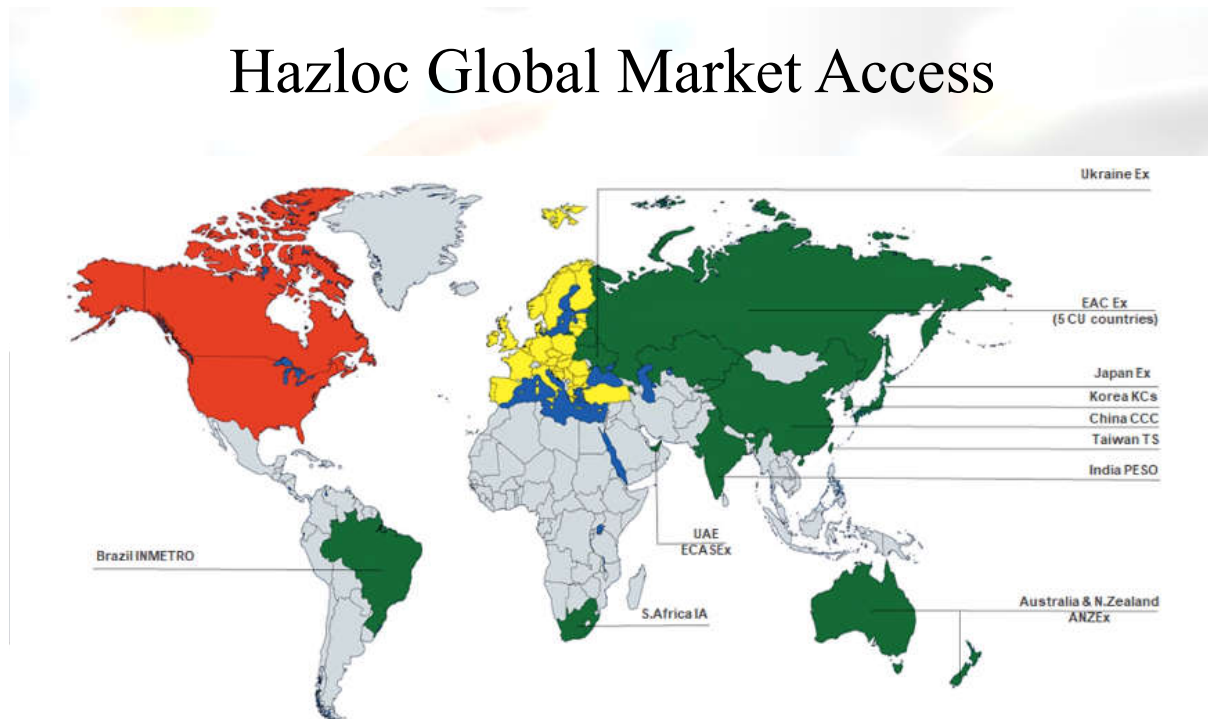 Hazloc Global Market Access
Ukraine Ex
EAC Ex
(5 CU countries)
Japan Ex
Korea KCs
China CCC
Taiwan TS
India PESO
UAE
ECASEx
Brazil INMETRO
S.Africa IA
Australia & N.Zealand
ANZEx